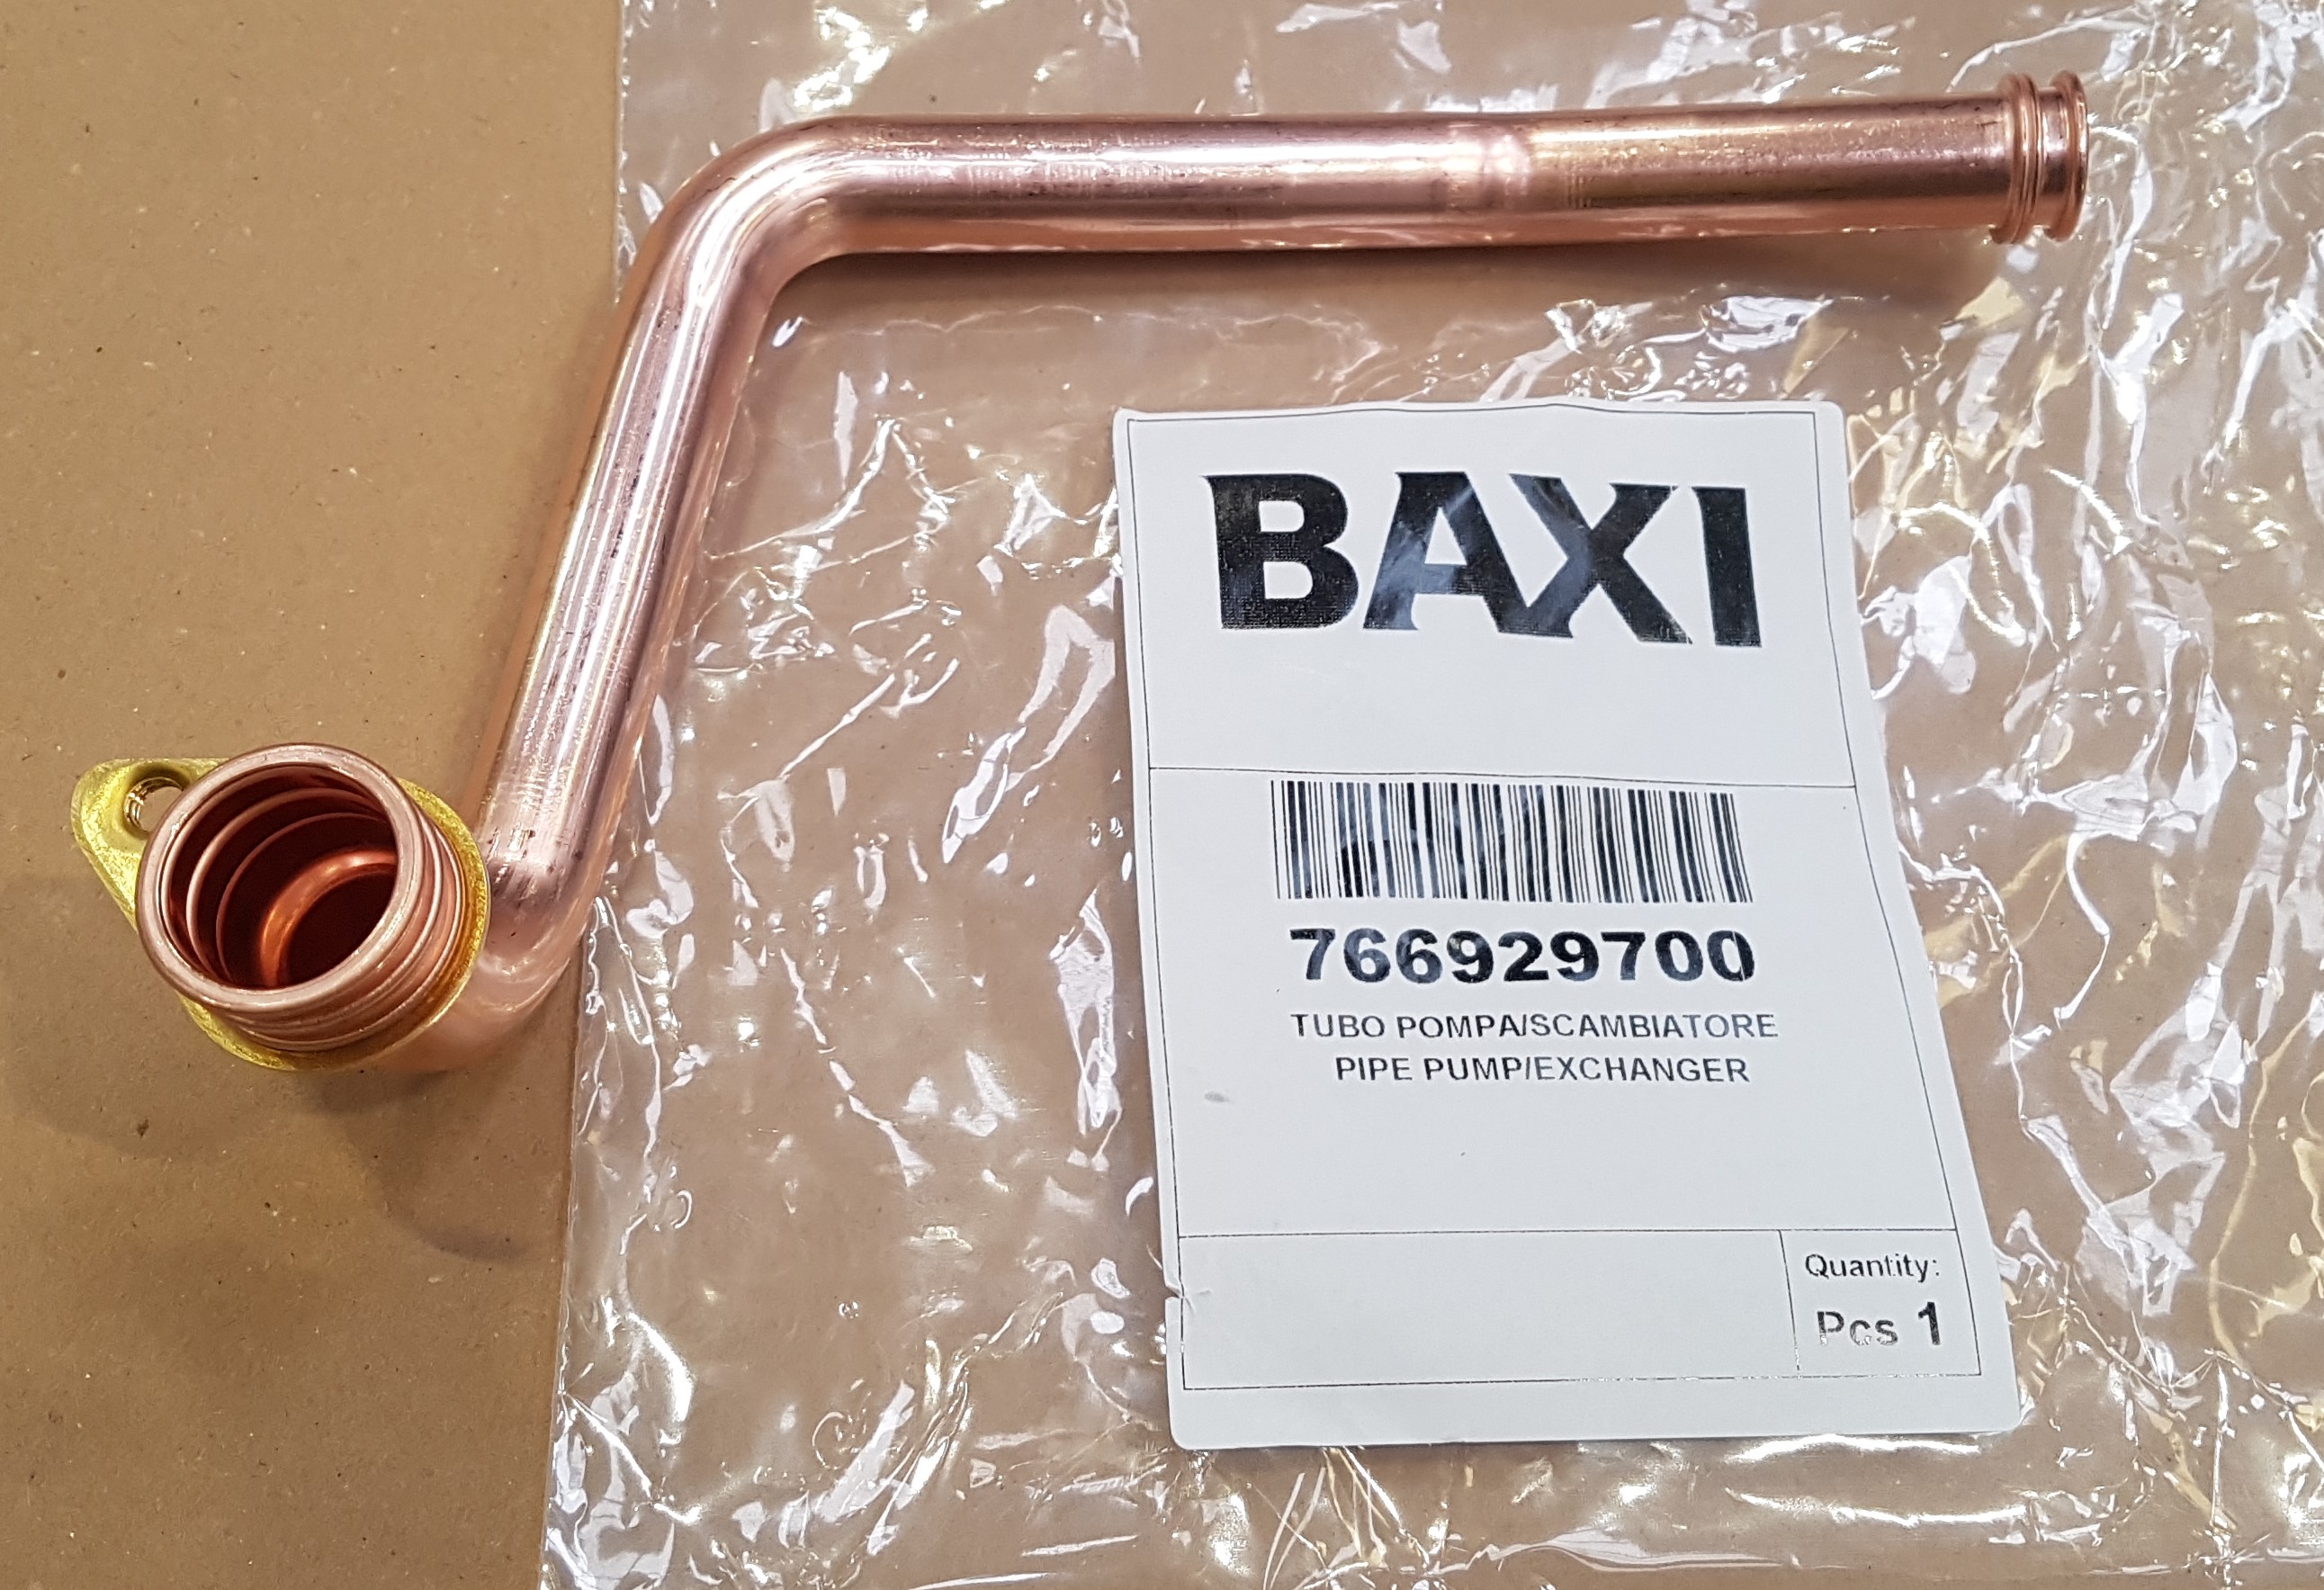 BAXI
766929700
TUBO POMPA/SCAMBIATORE
PIPE PUMP/EXCHANGER
Quantity:
Pcs 1